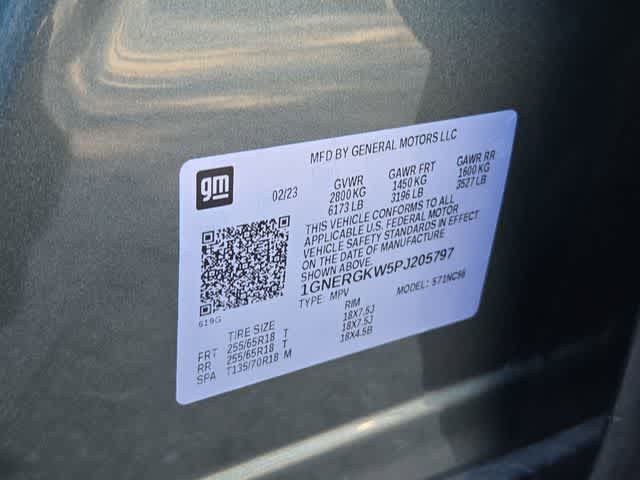 MFD BY GENERAL MOTORS LLC
gm
02/23
GVWR GAWR FRT GAWR RR
2800 KG 1450 KG 1600 KG
6173 LB 3196 LB 3527 LB
THIS VEHICLE CONFORMS TO ALL
APPLICABLE U.S. FEDERAL MOTOR
VEHICLE SAFETY STANDARDS IN EFFECT
ON THE DATE OF MANUFACTURE
SHOWN ABOVE.
1GNERGKW5PJ205797
TYPE: MPV MODEL: 571NC56
619G
TIRE SIZE RIM
FRT 255/65R18 T 18X7.5J
RR 255/65R18 T 18X7.5J
SPA T135/70R18 M 18X4.5B